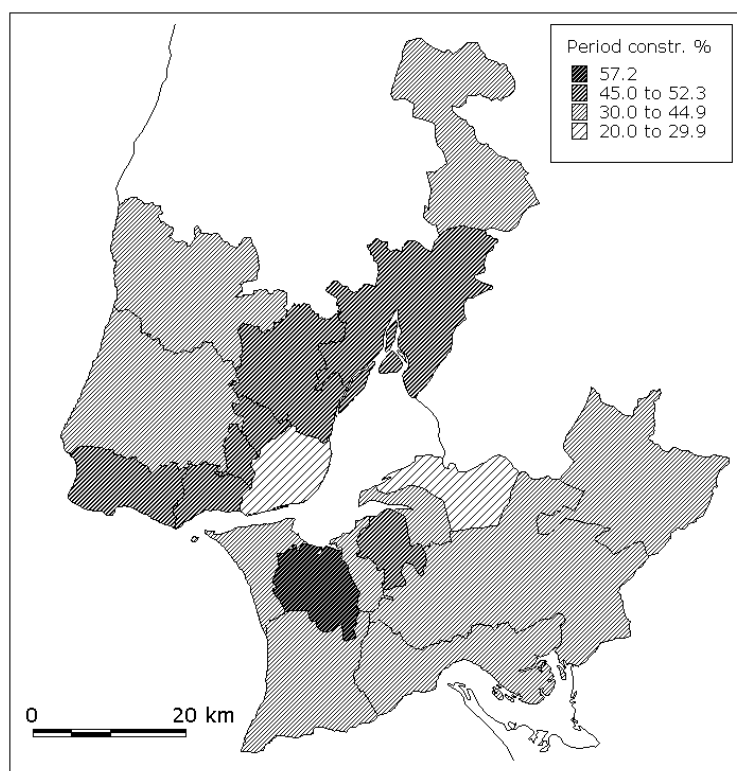 Period constr. %
57.2
45.0 to 52.3
30.0 to 44.9
20.0 to 29.9
0 20 km